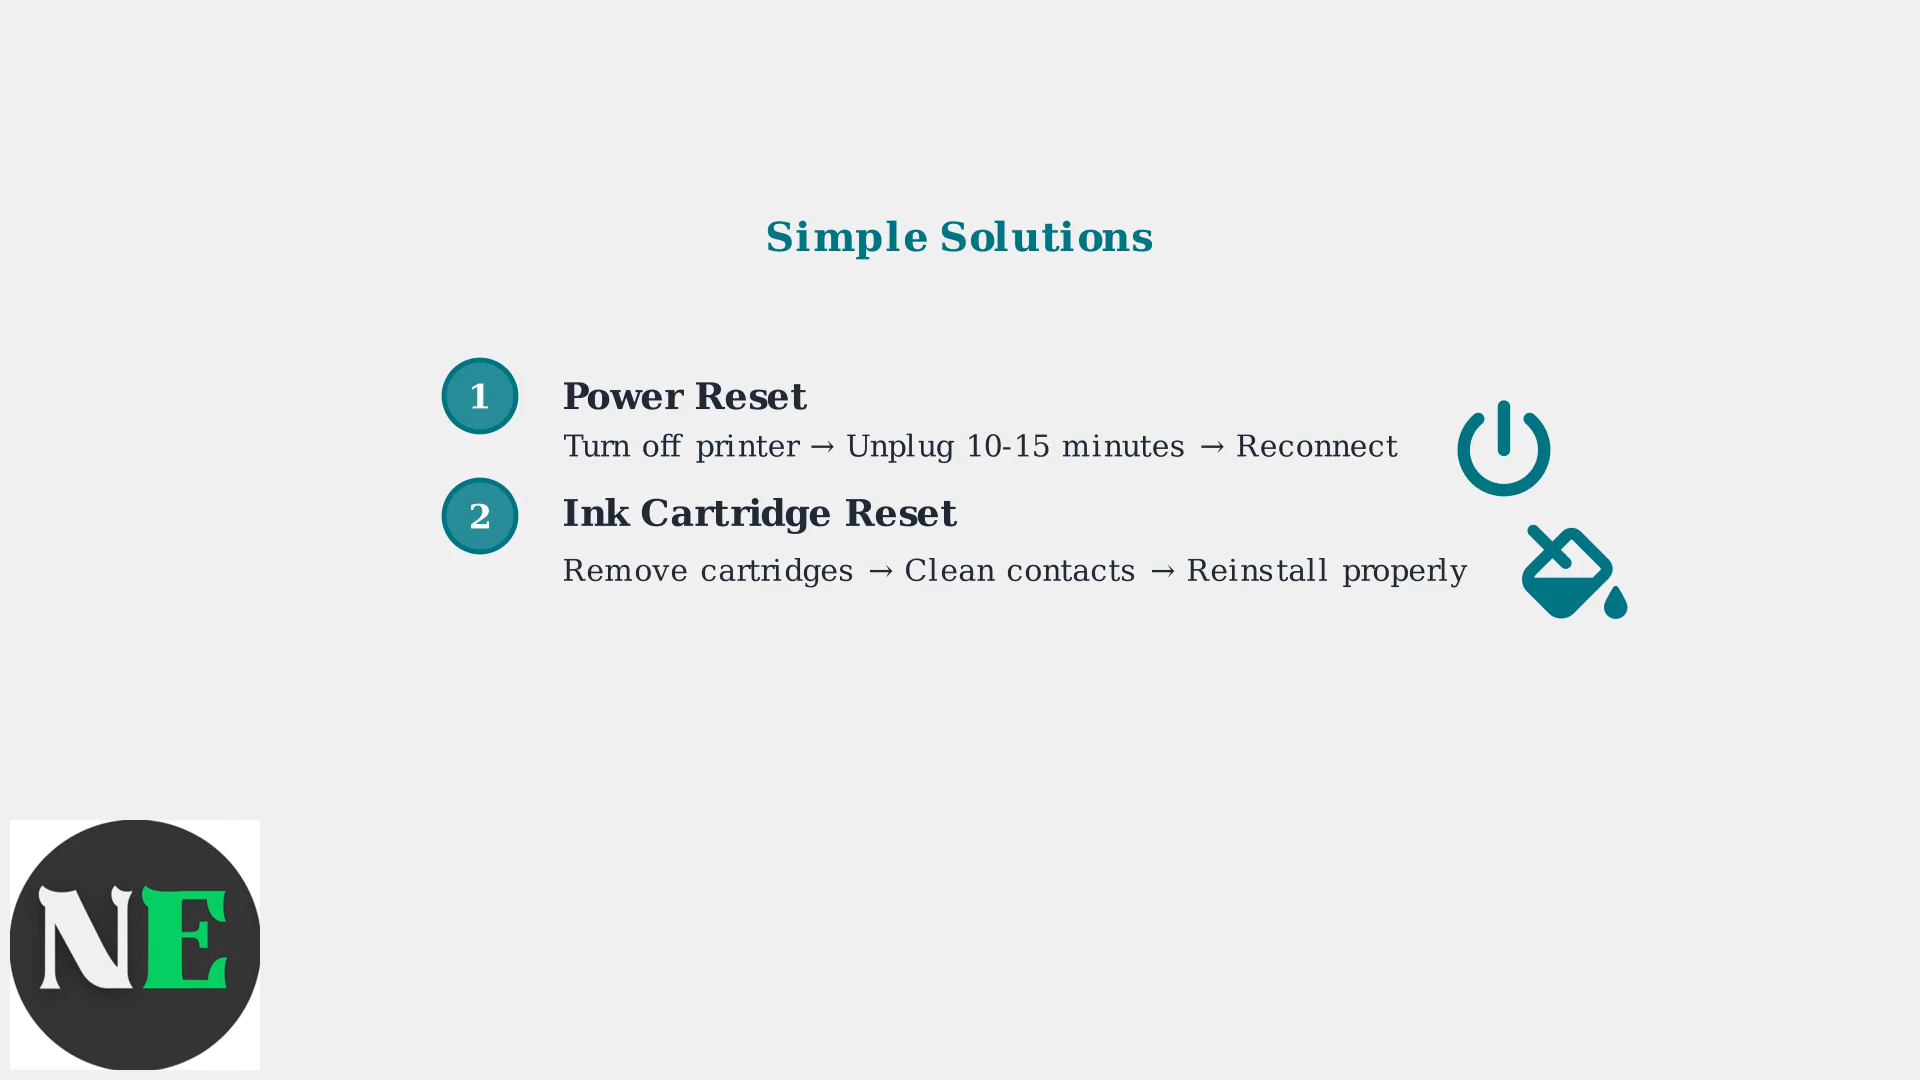 Simple Solutions
1
Power Reset
Turn off printer → Unplug 10-15 minutes → Reconnect
2
Ink Cartridge Reset
Remove cartridges → Clean contacts → Reinstall properly
NE